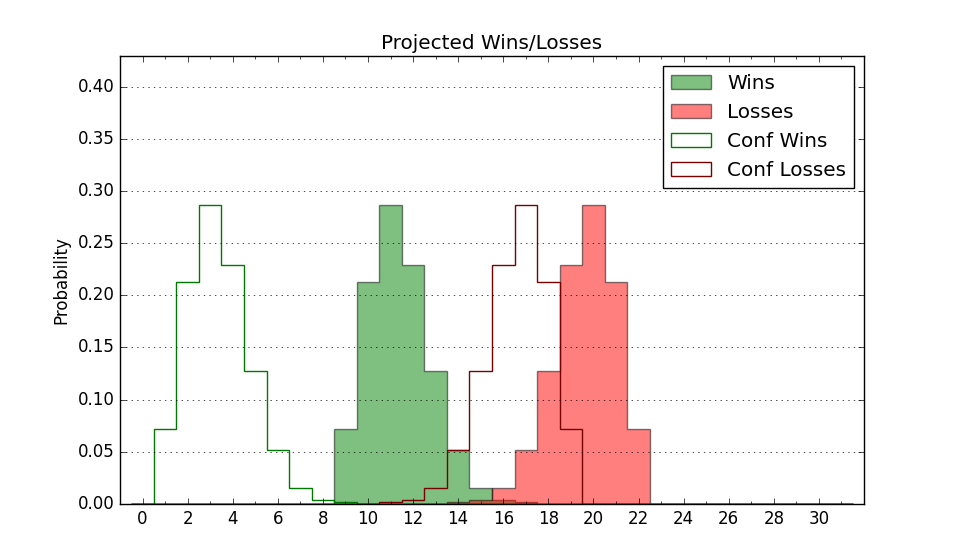 Projected Wins/Losses
Wins
Losses
Conf Wins
Conf Losses
Probability
0.40
0.35
0.30
0.25
0.20
0.15
0.10
0.05
0.00
0 2 4 6 8 10 12 14 16 18 20 22 24 26 28 30